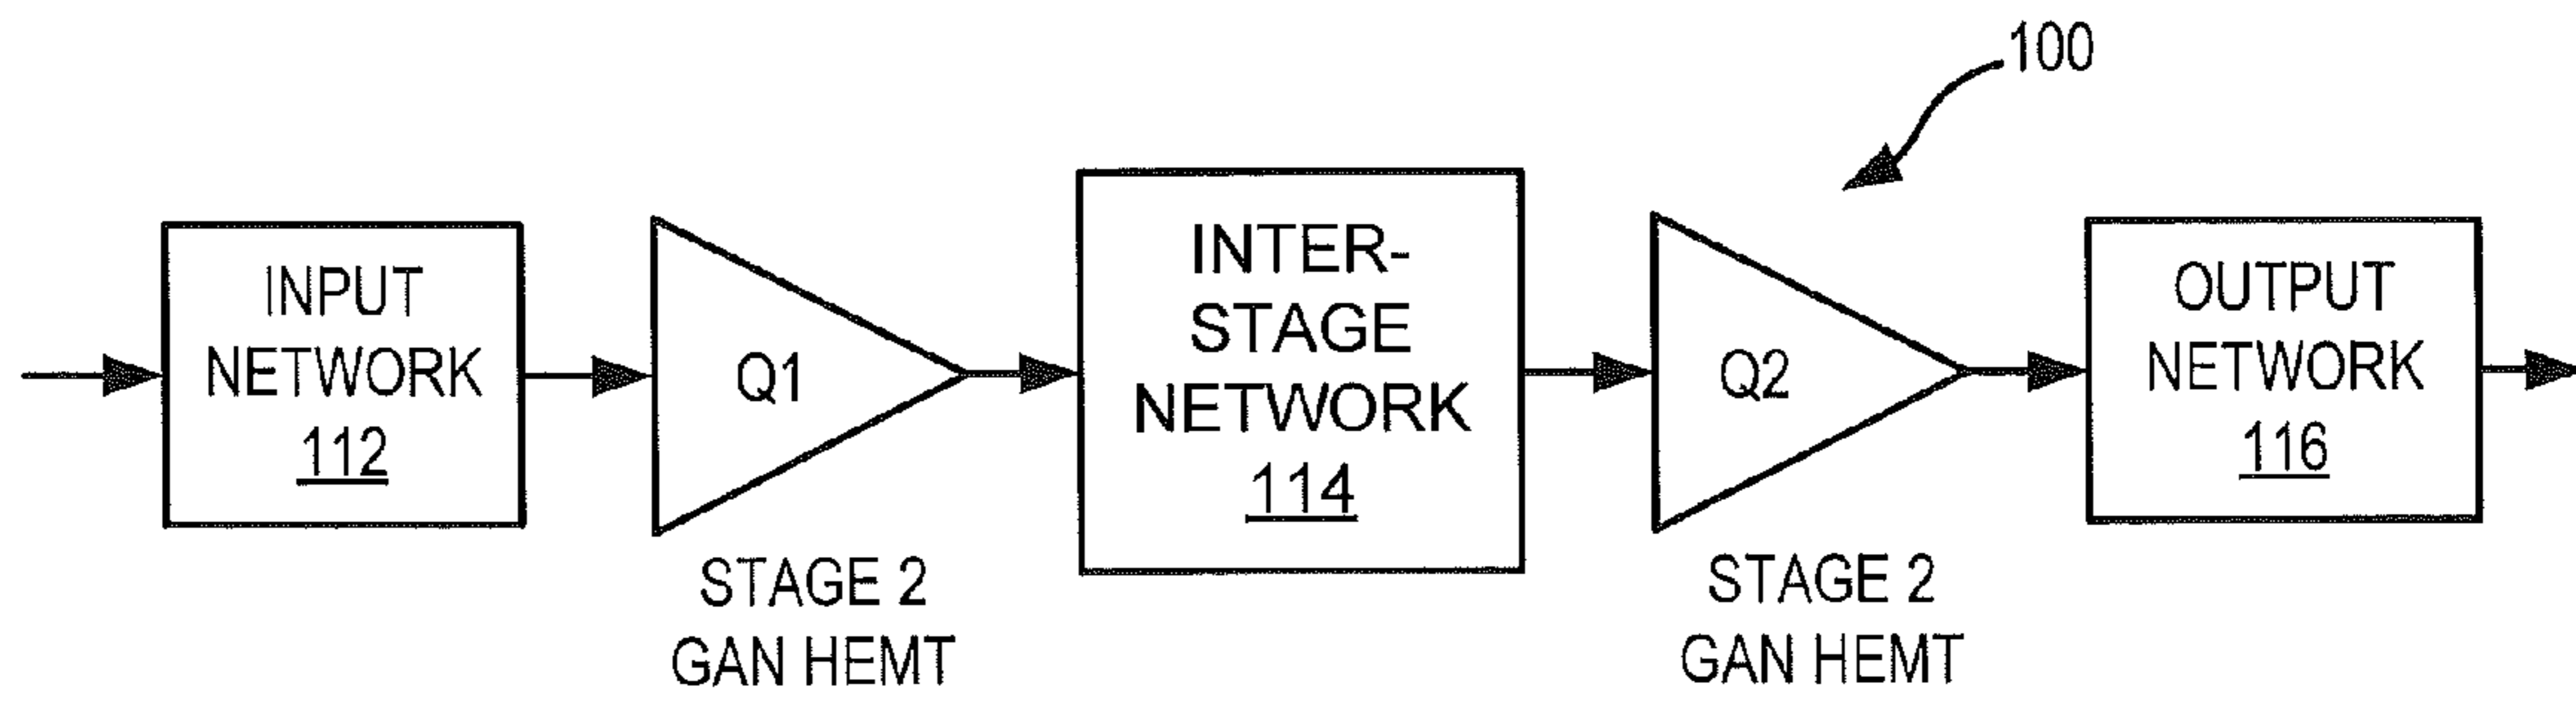 100
INPUT
NETWORK
112
Q1
STAGE 2
GAN HEMT
INTER-
STAGE
NETWORK
114
Q2
STAGE 2
GAN HEMT
OUTPUT
NETWORK
116